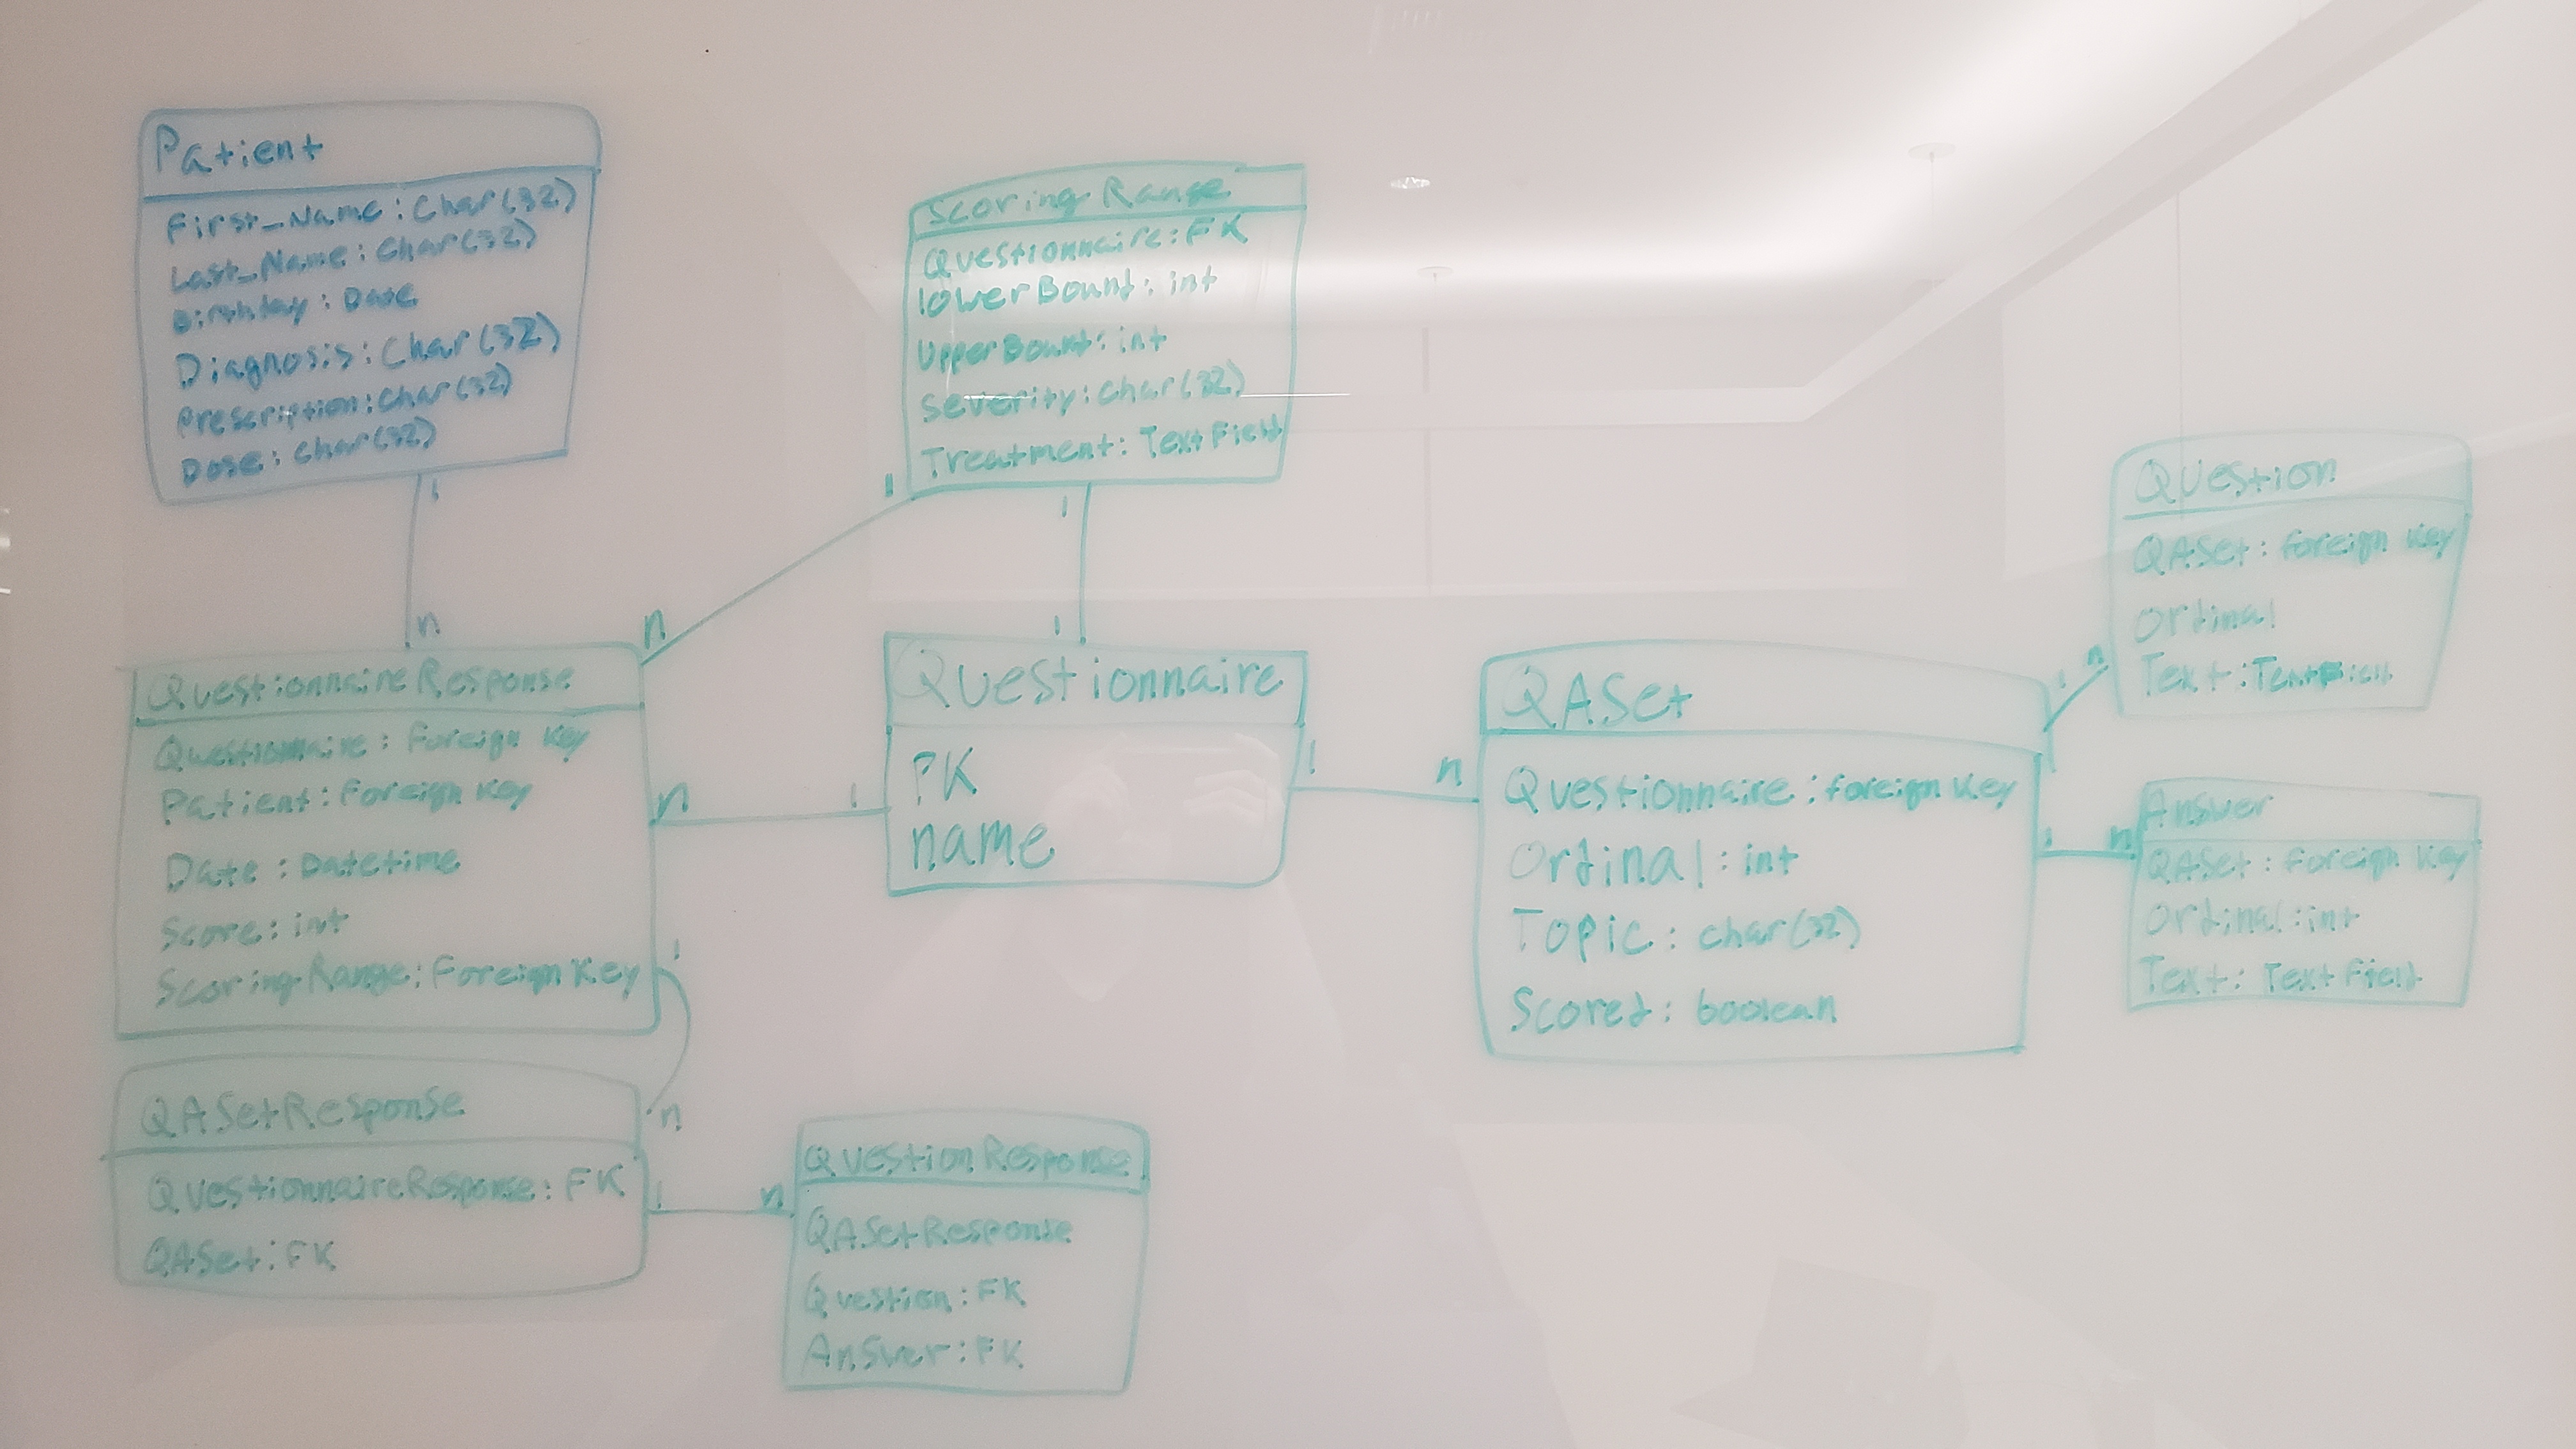 Patient
First_Name: Char(32)
Last_Name: Char(32)
Birthday: Date
Diagnosis: Char(32)
Prescription: Char(32)
Dose: Char(32)
1
n
Scoring Range
Questionnaire: FK
lowerBound: int
UpperBound: int
Severity: Char(32)
Treatment: TextField
1
n
1
1
QuestionnaireResponse
Questionnaire: Foreign Key
Patient: Foreign Key
Date: Datetime
Score: int
ScoringRange: Foreign Key
n
1
1
n
Questionnaire
PK
name
1
n
QASet
Questionnaire: foreign Key
Ordinal: int
Topic: char(32)
Scored: boolean
1
n
Question
QASet: foreign Key
Ordinal
Text: TextField
1
n
Answer
QASet: foreign Key
Ordinal: int
Text: TextField
QASetResponse
QuestionnaireResponse: FK
QASet: FK
1
n
QuestionResponse
QASetResponse
Question: FK
Answer: FK